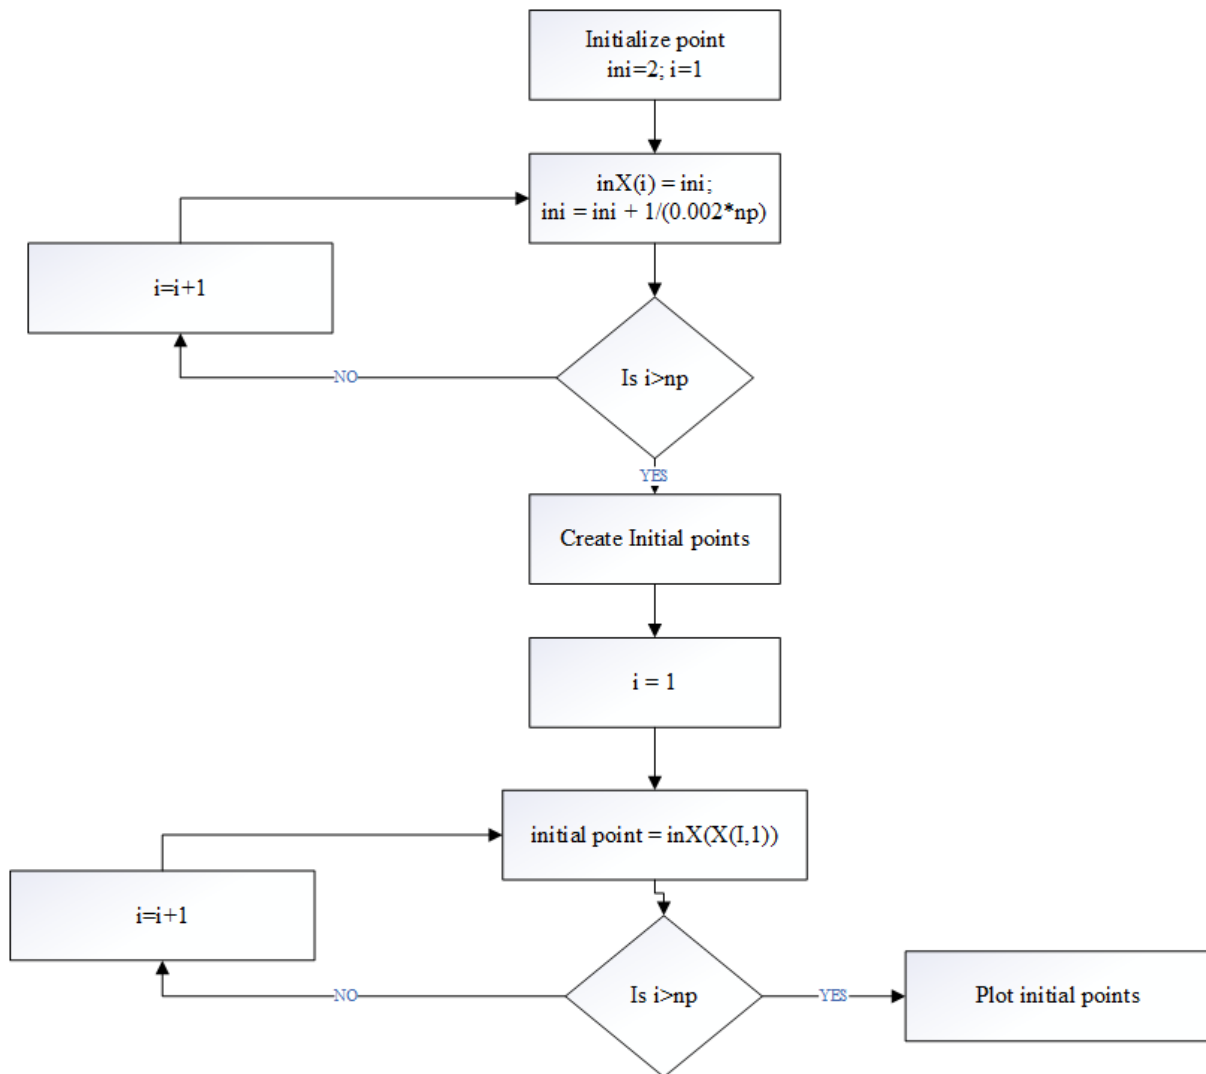 Initialize point
ini=2; i=1
inX(i) = ini;
ini = ini + 1/(0.002*np)
i=i+1
Is i>np
NO
YES
Create Initial points
i = 1
initial point = inX(X(I,1))
i=i+1
Is i>np
NO
YES
Plot initial points